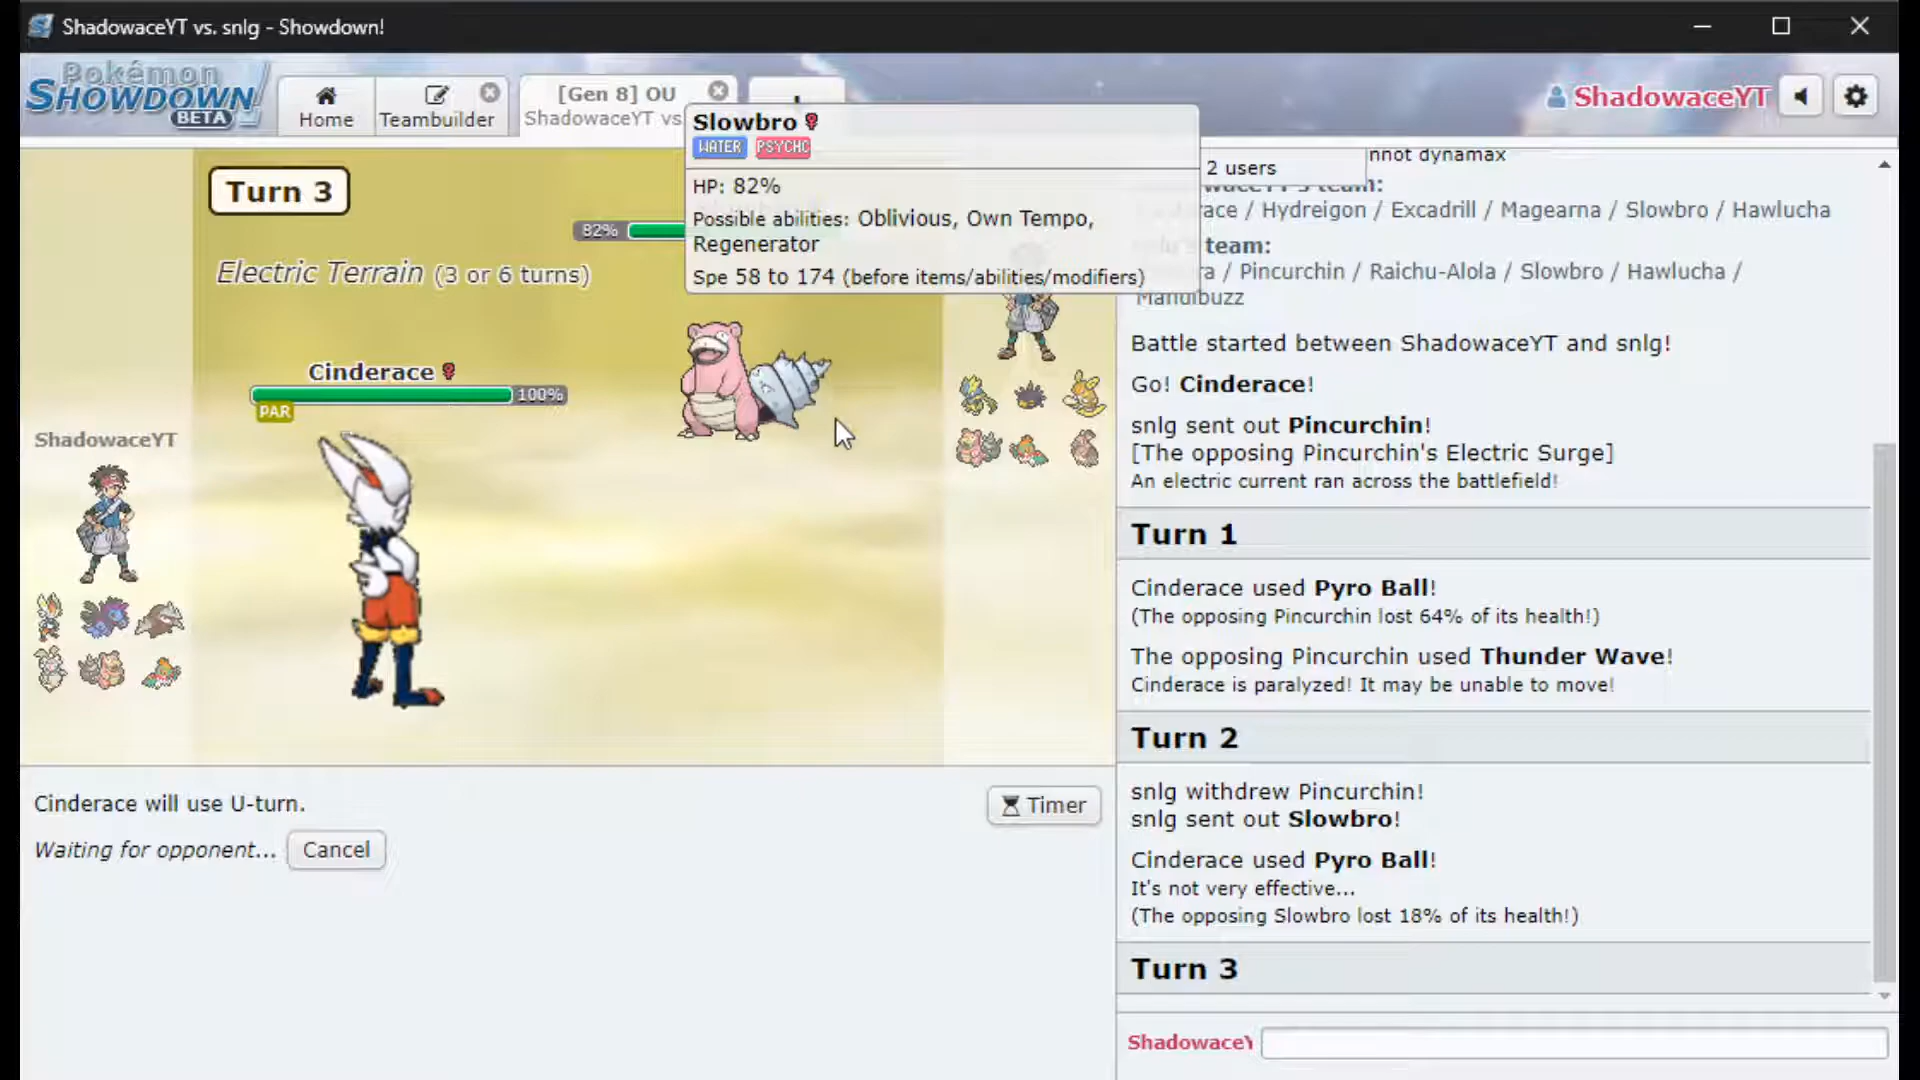 ShadowaceYT vs. snlg - Showdown!
Pokémon
SHOWDOWN
BETA
Home
Teambuilder
[Gen 8] OU
ShadowaceYT vs
ShadowaceYT
Slowbro
WATER PSYCHC
HP: 82%
Possible abilities: Oblivious, Own Tempo,
Regenerator
Spe 58 to 174 (before items/abilities/modifiers)
Turn 3
82%
Electric Terrain (3 or 6 turns)
Cinderace
100%
PAR
ShadowaceYT
Cinderace will use U-turn.
Timer
Waiting for opponent...
Cancel
2 users
nnot dynamax
team:
race / Hydreigon / Excadrill / Magearna / Slowbro / Hawlucha
team:
ra / Pincurchin / Raichu-Alola / Slowbro / Hawlucha /
Mandibuzz
Battle started between ShadowaceYT and snlg!
Go! Cinderace!
snlg sent out Pincurchin!
[The opposing Pincurchin's Electric Surge]
An electric current ran across the battlefield!
Turn 1
Cinderace used Pyro Ball!
(The opposing Pincurchin lost 64% of its health!)
The opposing Pincurchin used Thunder Wave!
Cinderace is paralyzed! It may be unable to move!
Turn 2
snlg withdrew Pincurchin!
snlg sent out Slowbro!
Cinderace used Pyro Ball!
It's not very effective...
(The opposing Slowbro lost 18% of its health!)
Turn 3
ShadowaceY